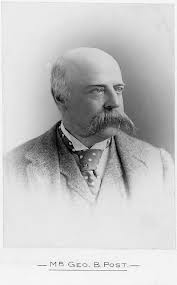 MR. GEO. B. POST.